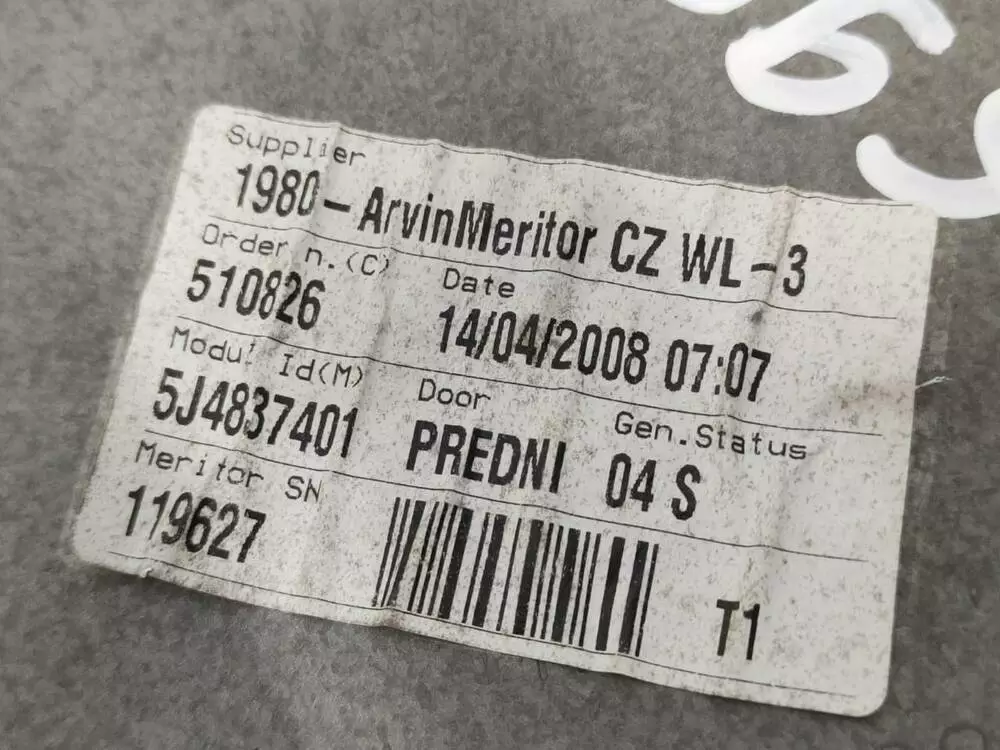 Supplier
1980-ArvinMeritor CZ WL-3
Order n.(C) Date
510826 14/04/2008 07:07
Modul Id(M) Door Gen.Status
5J4837401 PREDNI 04 S
Meritor SN
119627
T1